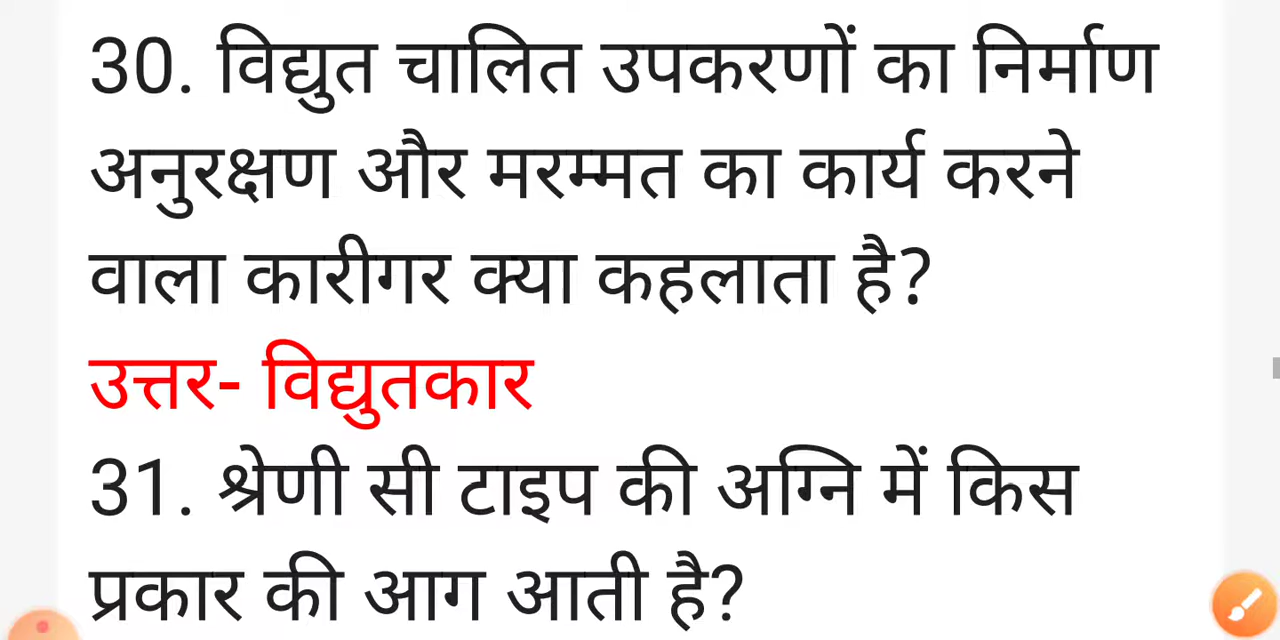 30. विद्युत चालित उपकरणों का निर्माण
अनुरक्षण और मरम्मत का कार्य करने
वाला कारीगर क्या कहलाता है?
उत्तर- विद्युतकार
31. श्रेणी सी टाइप की अग्नि में किस
प्रकार की आग आती है?